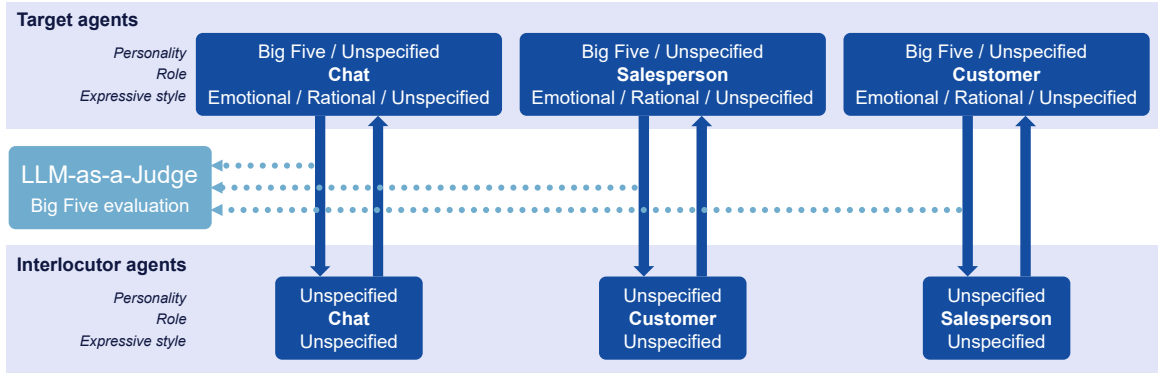 Target agents
Personality
Role
Expressive style
Big Five / Unspecified
Chat
Emotional / Rational / Unspecified
Big Five / Unspecified
Salesperson
Emotional / Rational / Unspecified
Big Five / Unspecified
Customer
Emotional / Rational / Unspecified
LLM-as-a-Judge
Big Five evaluation
Interlocutor agents
Personality
Role
Expressive style
Unspecified
Chat
Unspecified
Unspecified
Customer
Unspecified
Unspecified
Salesperson
Unspecified